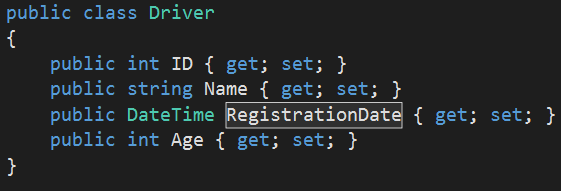 public class Driver
{
public int ID { get; set; }
public string Name { get; set; }
public DateTime RegistrationDate { get; set; }
public int Age { get; set; }
}